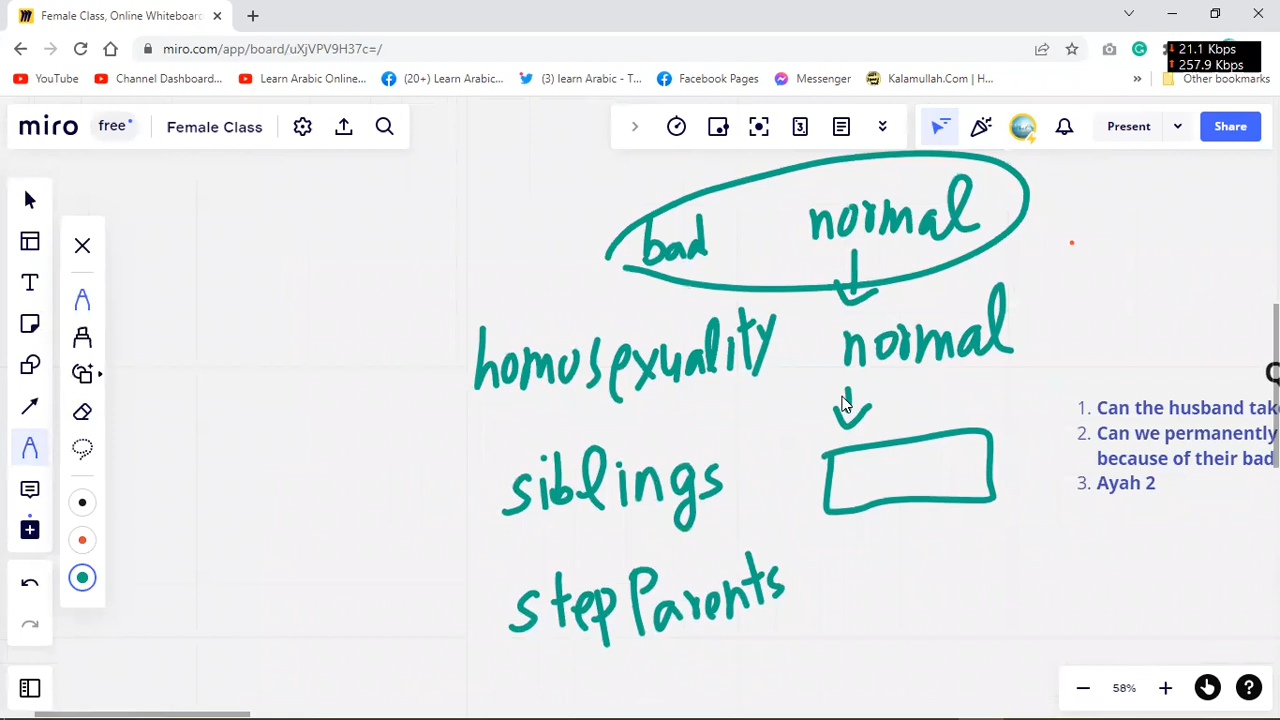 Female Class, Online Whiteboard
miro.com/app/board/uXjVPV9H37c=/
21.1 Kbps
257.9 Kbps
YouTube
Channel Dashboard...
Learn Arabic Online...
(20+) Learn Arabic...
(3) learn Arabic - T...
Facebook Pages
Messenger
Kalamullah.Com | H...
Other bookmarks
miro free Female Class
Present
Share
bad normal
homosexuality normal
siblings
stepParents
1. Can the husband tak
2. Can we permanently
because of their bad
3. Ayah 2
58%